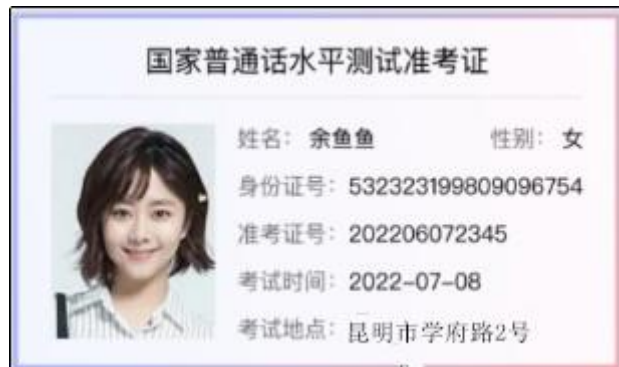 国家普通话水平测试准考证
姓名: 余鱼鱼 性别: 女
身份证号: 532323199809096754
准考证号: 202206072345
考试时间: 2022-07-08
考试地点: 昆明市学府路2号